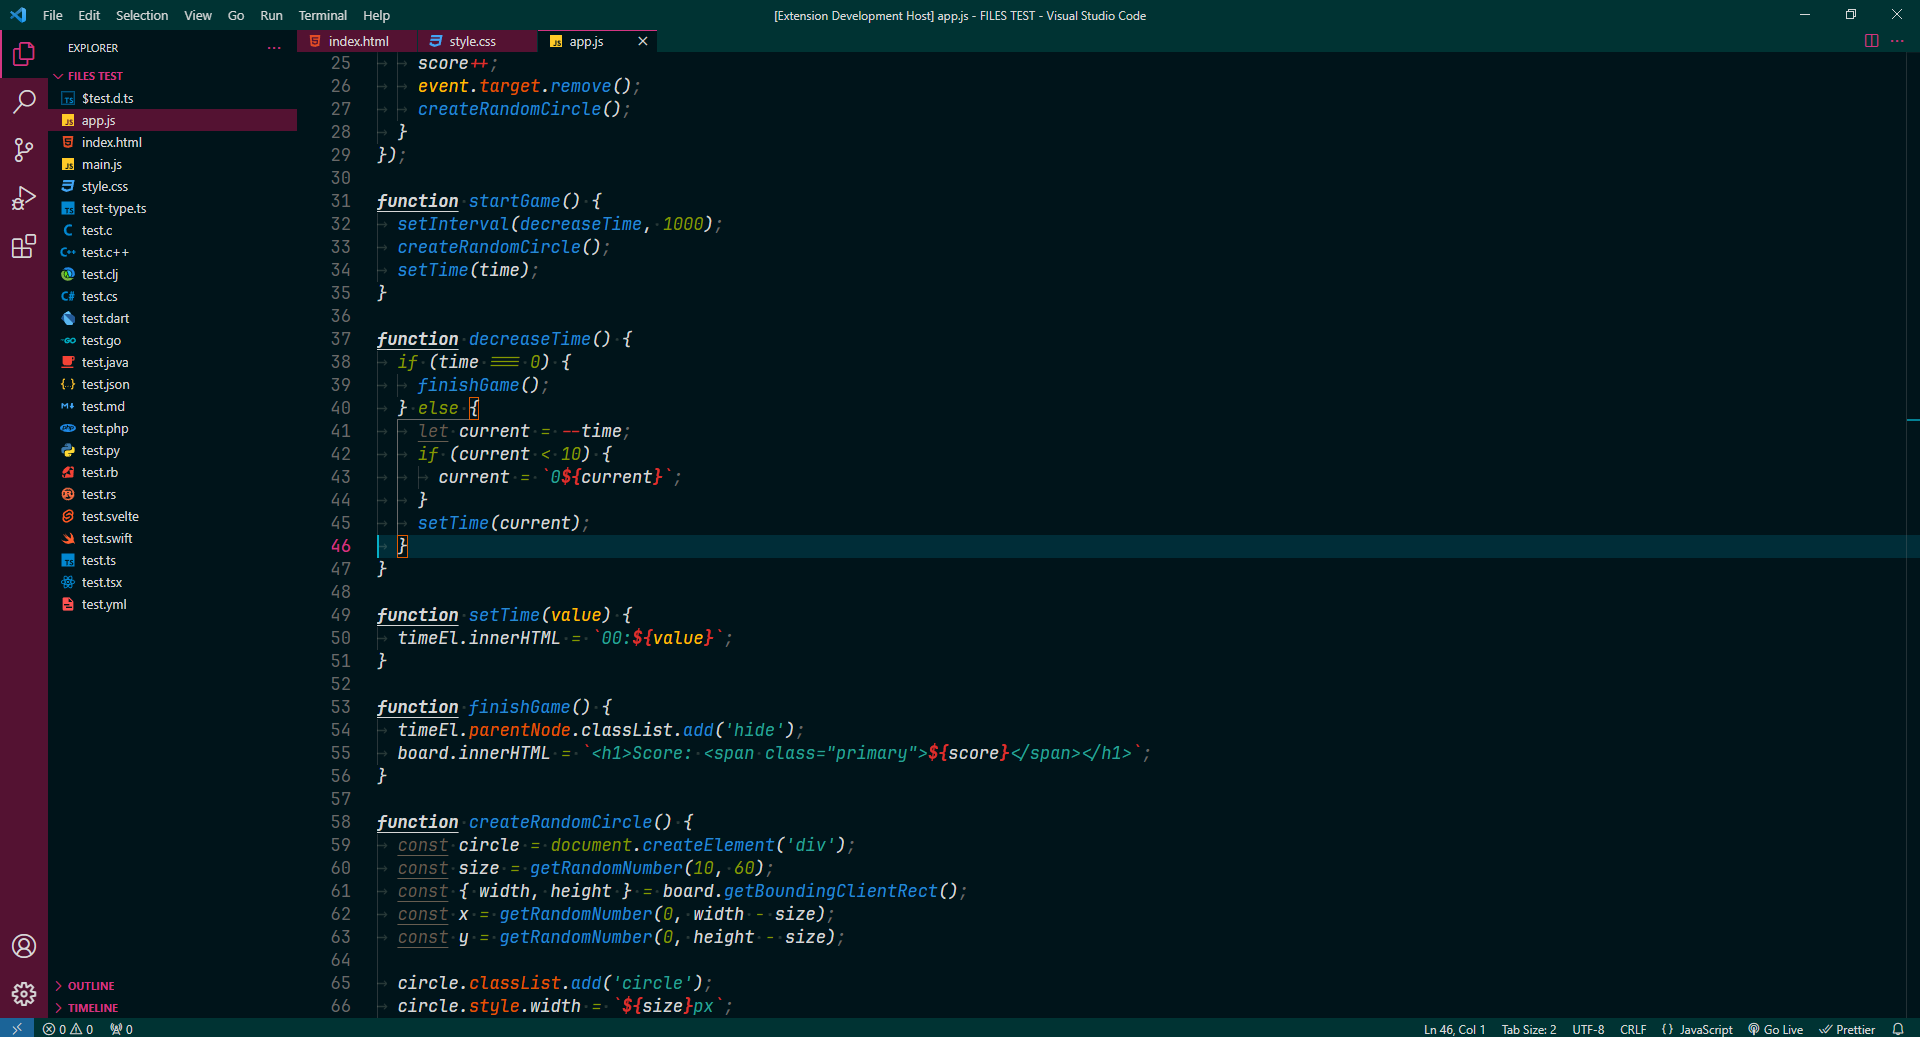 File Edit Selection View Go Run Terminal Help
[Extension Development Host] app.js - FILES TEST - Visual Studio Code
EXPLORER
FILES TEST
$test.d.ts
app.js
index.html
main.js
style.css
test-type.ts
test.c
test.c++
test.clj
test.cs
test.dart
test.go
test.java
test.json
test.md
test.php
test.py
test.rb
test.rs
test.svelte
test.swift
test.ts
test.tsx
test.yml
OUTLINE
TIMELINE
index.html style.css app.js
25 score++;
26 event.target.remove();
27 createRandomCircle();
28 }
29 });
30
31 function startGame() {
32 setInterval(decreaseTime, 1000);
33 createRandomCircle();
34 setTime(time);
35 }
36
37 function decreaseTime() {
38 if (time === 0) {
39 finishGame();
40 } else {
41 let current = --time;
42 if (current < 10) {
43 current = `0${current}`;
44 }
45 setTime(current);
46 }
47 }
48
49 function setTime(value) {
50 timeEl.innerHTML = `00:${value}`;
51 }
52
53 function finishGame() {
54 timeEl.parentNode.classList.add('hide');
55 board.innerHTML = `<h1>Score: <span class="primary">${score}</span></h1>`;
56 }
57
58 function createRandomCircle() {
59 const circle = document.createElement('div');
60 const size = getRandomNumber(10, 60);
61 const { width, height } = board.getBoundingClientRect();
62 const x = getRandomNumber(0, width - size);
63 const y = getRandomNumber(0, height - size);
64
65 circle.classList.add('circle');
66 circle.style.width = `${size}px`;
0 0 0
Ln 46, Col 1 Tab Size: 2 UTF-8 CRLF {} JavaScript Go Live Prettier